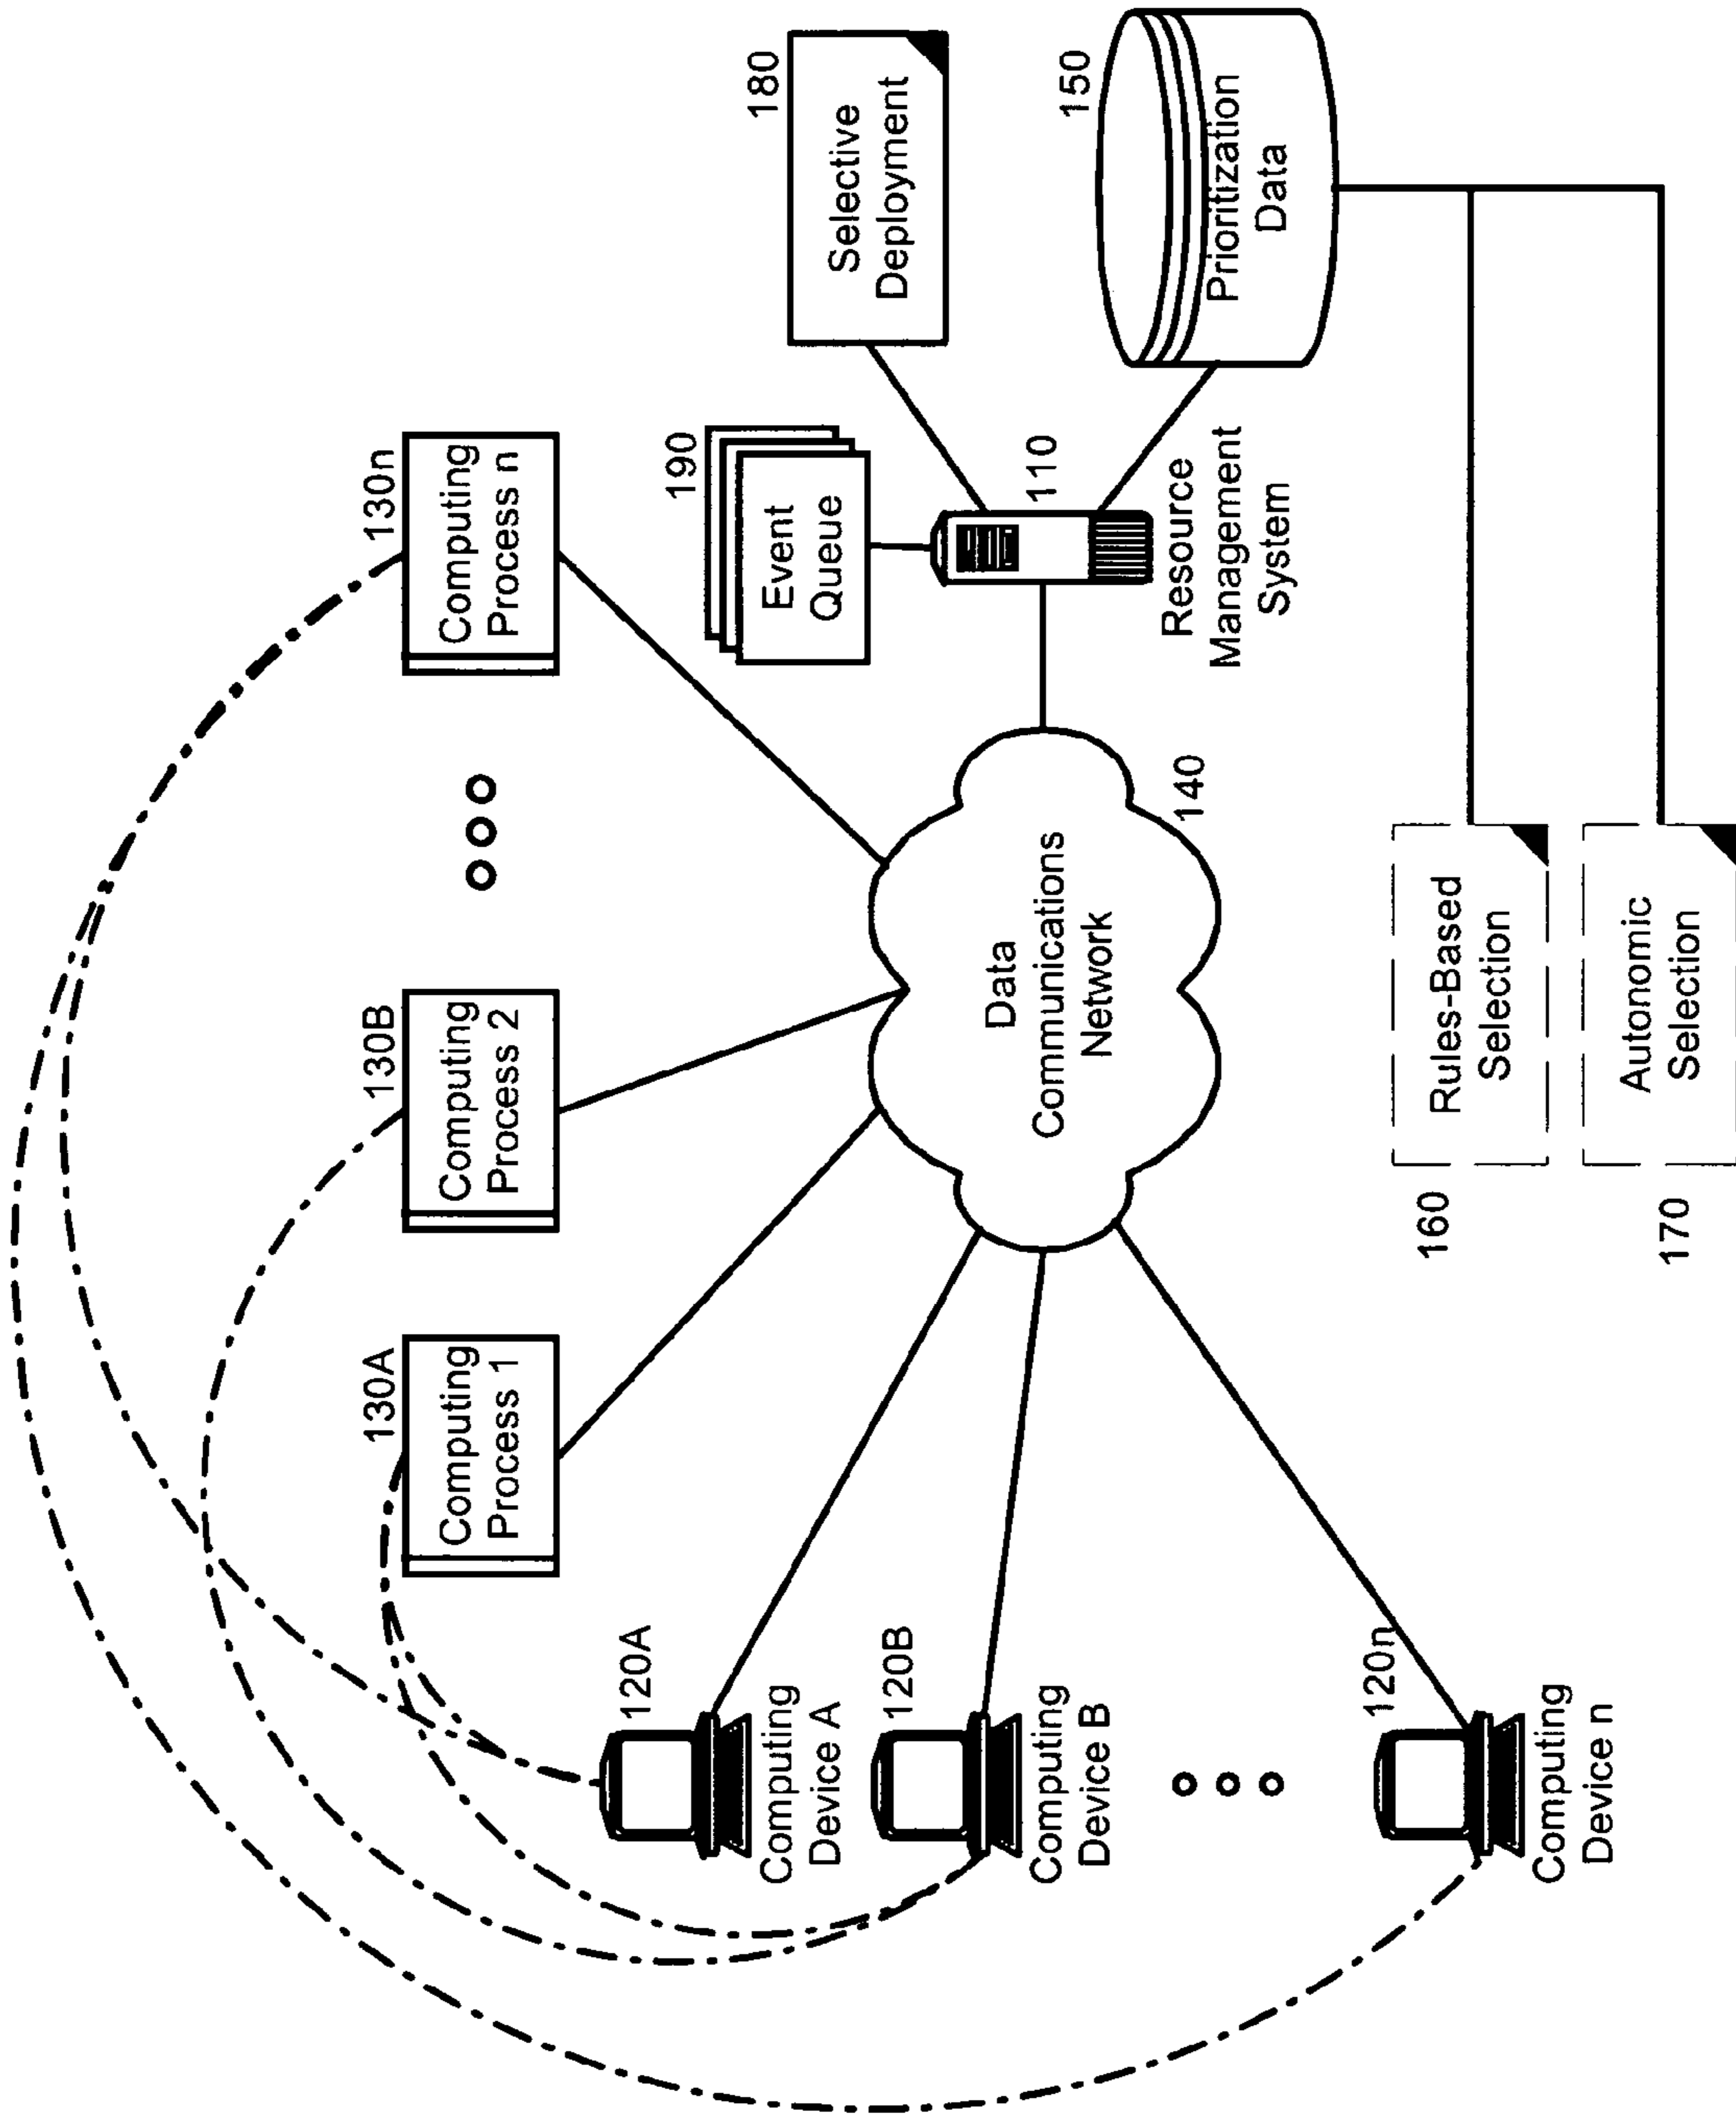 130A
Computing
Process 1
130B
Computing
Process 2
130n
Computing
Process n
190
Event
Queue
180
Selective
Deployment
120A
Computing
Device A
120B
Computing
Device B
120n
Computing
Device n
Data
Communications
Network
140
110
Resource
Management
System
150
Prioritization
Data
160
Rules-Based
Selection
170
Autonomic
Selection